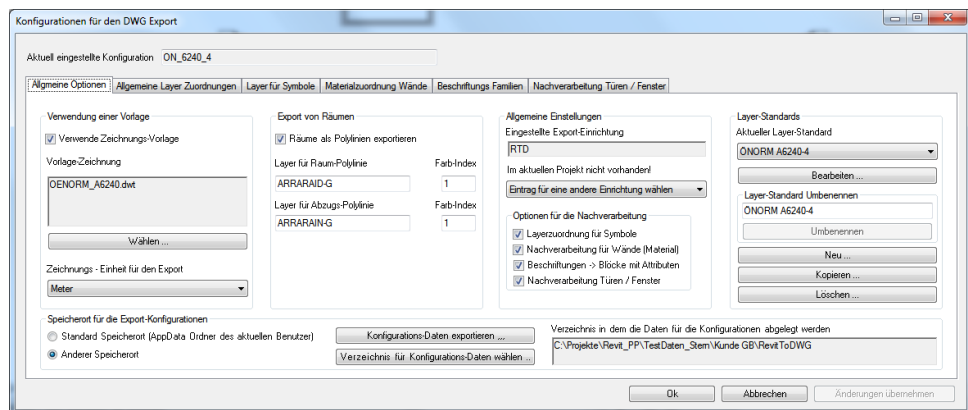 Konfigurationen für den DWG Export
Aktuell eingestellte Konfiguration ON_6240_4
Allgmeine Optionen Allgemeine Layer Zuordnungen Layer für Symbole Materialzuordnung Wände Beschriftungs Familien Nachverarbeitung Türen / Fenster
Verwendung einer Vorlage
Verwende Zeichnungs-Vorlage
Vorlage-Zeichnung
OENORM_A6240.dwt
Wählen ...
Zeichnungs - Einheit für den Export
Meter
Export von Räumen
Räume als Polylinien exportieren
Layer für Raum-Polylinie Farb-Index
ARRARAID-G 1
Layer für Abzugs-Polylinie Farb-Index
ARRARAIN-G 1
Allgemeine Einstellungen
Eingestellte Export-Einrichtung
RTD
Im aktuellen Projekt nicht vorhanden!
Eintrag für eine andere Einrichtung wählen
Optionen für die Nachverarbeitung
Layerzuordnung für Symbole
Nachverarbeitung für Wände (Material)
Beschriftungen -> Blöcke mit Attributen
Nachverarbeitung Türen / Fenster
Layer-Standards
Aktueller Layer-Standard
ÖNORM A6240-4
Bearbeiten ...
Layer-Standard Umbenennen
ÖNORM A6240-4
Umbenennen
Neu ...
Kopieren ...
Löschen ...
Speicherort für die Export-Konfigurationen
Standard Speicherort (AppData Ordner des aktuellen Benutzer)
Anderer Speicherort
Konfigurations-Daten exportieren ,,,
Verzeichnis für Konfigurations-Daten wählen ..
Verzeichnis in dem die Daten für die Konfigurationen abgelegt werden
C:\Projekte\Revit_PP\TestDaten_Stern\Kunde GB\RevitToDWG
Ok Abbrechen Änderungen übernehmen